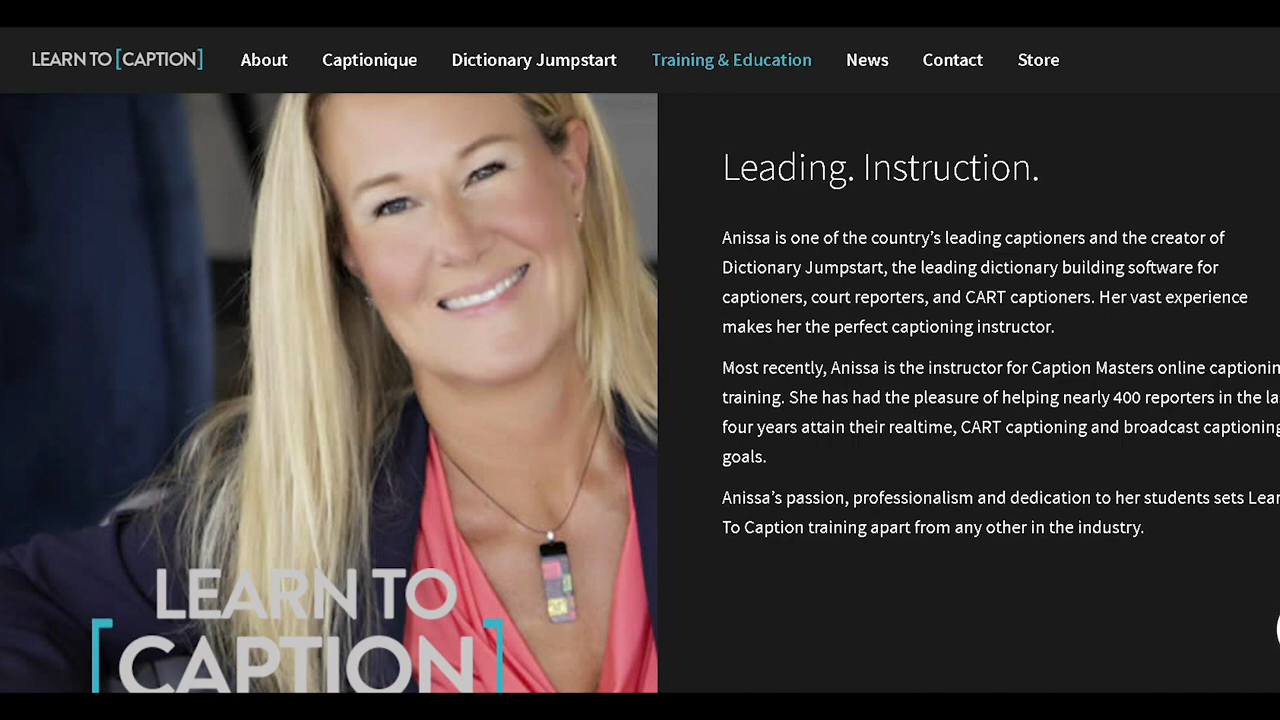 LEARN TO [CAPTION] About Captionique Dictionary Jumpstart Training & Education News Contact Store
Leading. Instruction.
Anissa is one of the country’s leading captioners and the creator of
Dictionary Jumpstart, the leading dictionary building software for
captioners, court reporters, and CART captioners. Her vast experience
makes her the perfect captioning instructor.
Most recently, Anissa is the instructor for Caption Masters online captionin
training. She has had the pleasure of helping nearly 400 reporters in the la
four years attain their realtime, CART captioning and broadcast captioning
goals.
Anissa’s passion, professionalism and dedication to her students sets Lear
To Caption training apart from any other in the industry.
LEARN TO
[CAPTION]